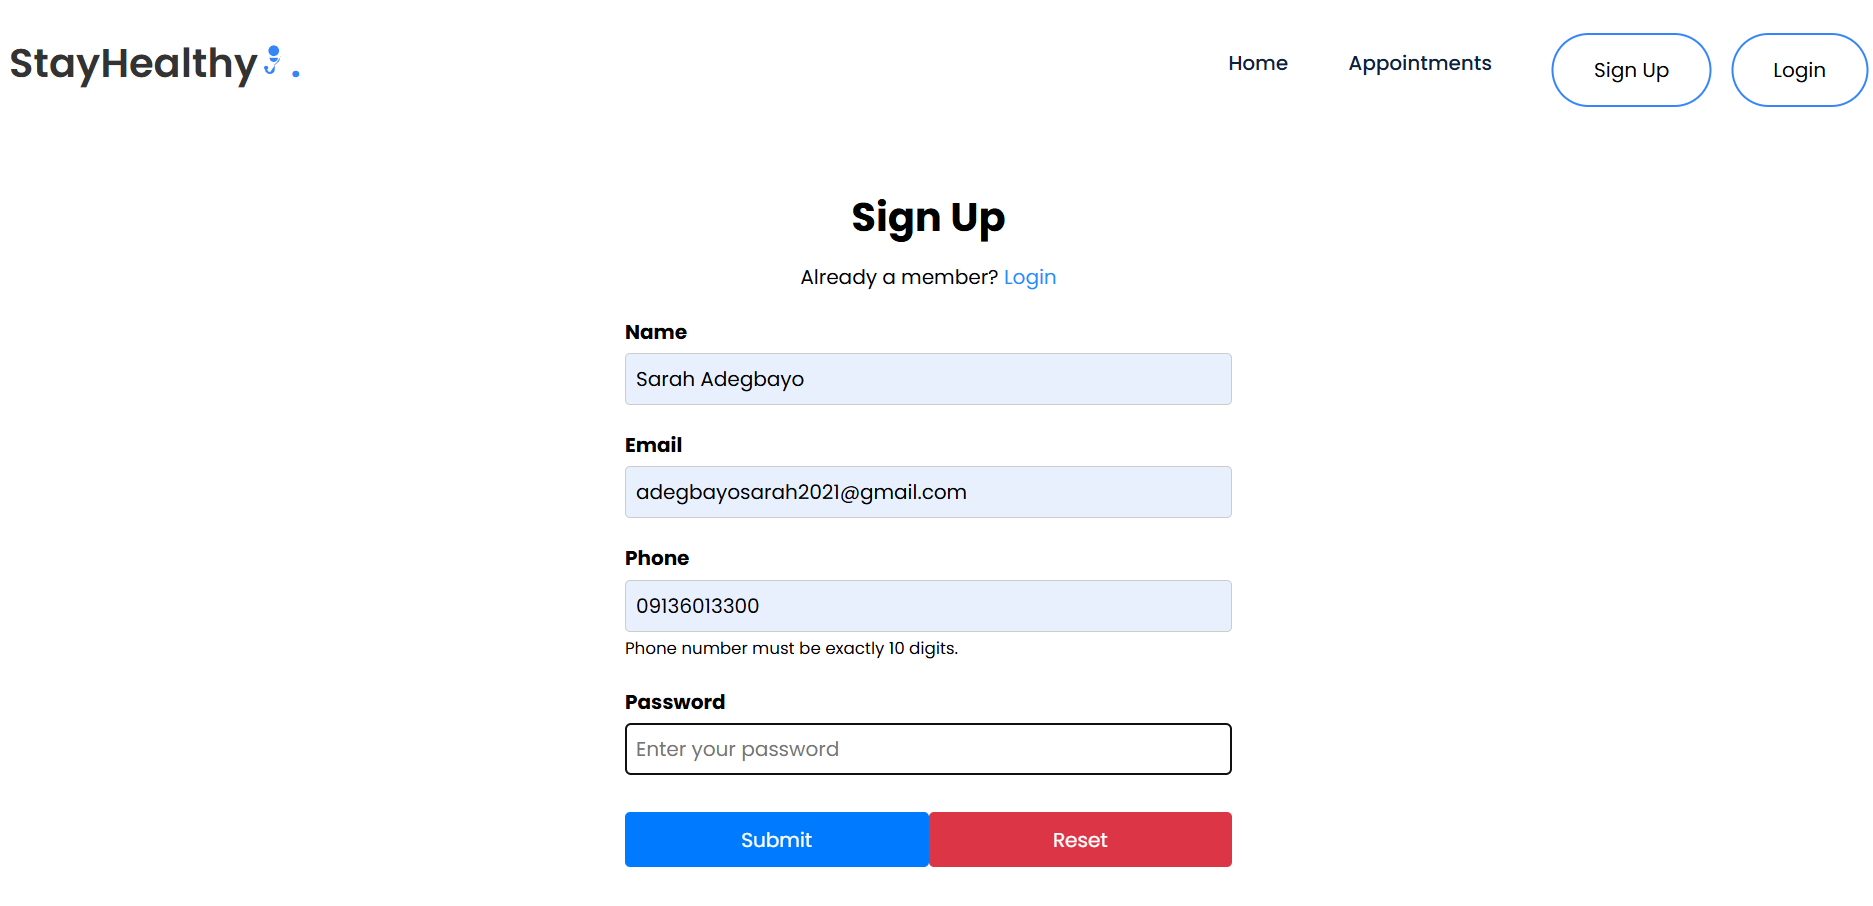 StayHealthy .
Home Appointments Sign Up Login
Sign Up
Already a member? Login
Name
Sarah Adegbayo
Email
adegbayosarah2021@gmail.com
Phone
09136013300
Phone number must be exactly 10 digits.
Password
Enter your password
Submit Reset